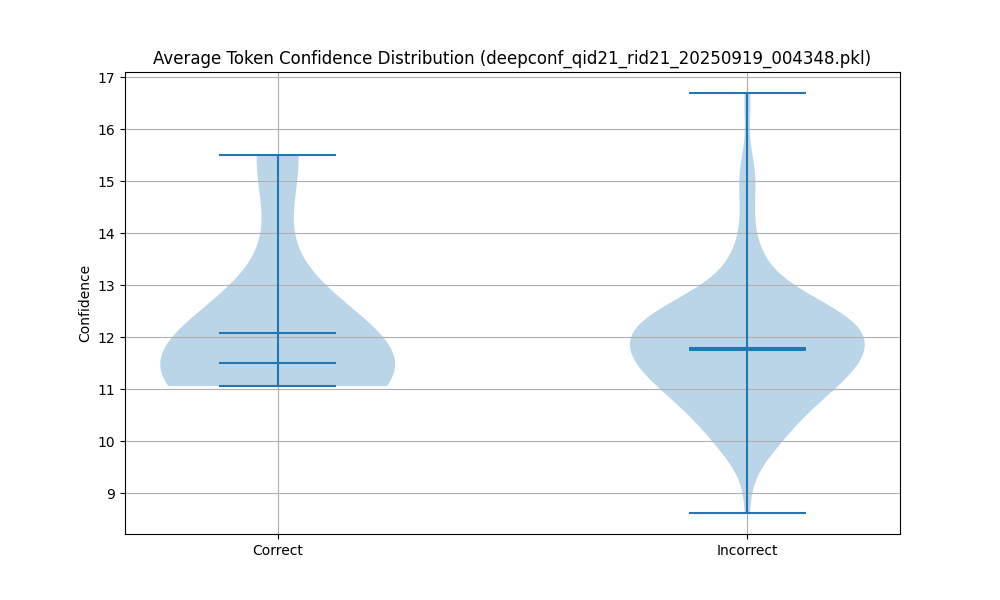 Average Token Confidence Distribution (deepconf_qid21_rid21_20250919_004348.pkl)
17
16
15
14
13
12
11
10
9
Confidence
Correct
Incorrect